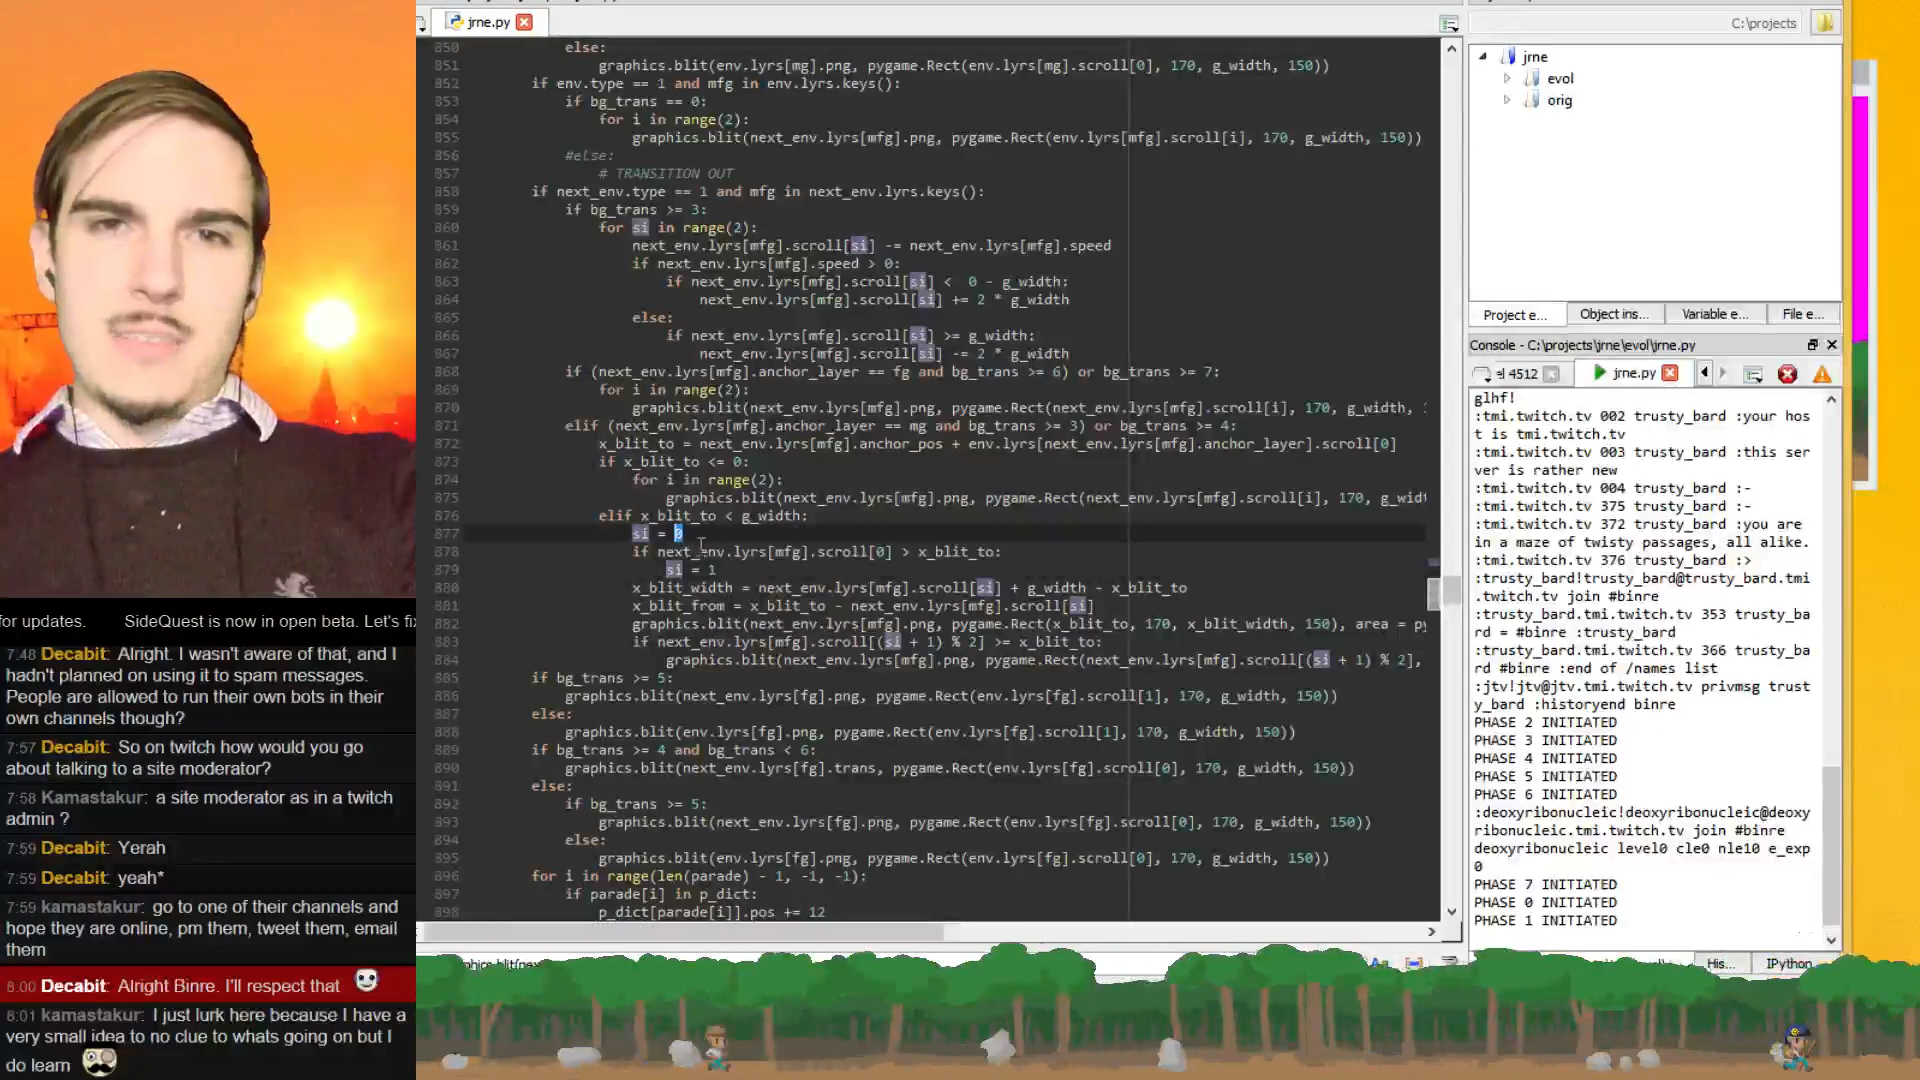 jrne.py
850 else:
851 graphics.blit(env.lyrs[mg].png, pygame.Rect(env.lyrs[mg].scroll[0], 170, g_width, 150))
852 if env.type == 1 and mfg in env.lyrs.keys():
853 if bg_trans == 0:
854 for i in range(2):
855 graphics.blit(next_env.lyrs[mfg].png, pygame.Rect(env.lyrs[mfg].scroll[i], 170, g_width, 150))
856 #else:
857 # TRANSITION OUT
858 if next_env.type == 1 and mfg in next_env.lyrs.keys():
859 if bg_trans >= 3:
860 for si in range(2):
861 next_env.lyrs[mfg].scroll[si] -= next_env.lyrs[mfg].speed
862 if next_env.lyrs[mfg].speed > 0:
863 if next_env.lyrs[mfg].scroll[si] < 0 - g_width:
864 next_env.lyrs[mfg].scroll[si] += 2 * g_width
865 else:
866 if next_env.lyrs[mfg].scroll[si] >= g_width:
867 next_env.lyrs[mfg].scroll[si] -= 2 * g_width
868 if (next_env.lyrs[mfg].anchor_layer == fg and bg_trans >= 6) or bg_trans >= 7:
869 for i in range(2):
870 graphics.blit(next_env.lyrs[mfg].png, pygame.Rect(next_env.lyrs[mfg].scroll[i], 170, g_width,
871 elif (next_env.lyrs[mfg].anchor_layer == mg and bg_trans >= 3) or bg_trans >= 4:
872 x_blit_to = next_env.lyrs[mfg].anchor_pos + env.lyrs[next_env.lyrs[mfg].anchor_layer].scroll[0]
873 if x_blit_to <= 0:
874 for i in range(2):
875 graphics.blit(next_env.lyrs[mfg].png, pygame.Rect(next_env.lyrs[mfg].scroll[i], 170, g_widt
876 elif x_blit_to < g_width:
877 si = 0
878 if next_env.lyrs[mfg].scroll[0] > x_blit_to:
879 si = 1
880 x_blit_width = next_env.lyrs[mfg].scroll[si] + g_width - x_blit_to
881 x_blit_from = x_blit_to - next_env.lyrs[mfg].scroll[si]
882 graphics.blit(next_env.lyrs[mfg].png, pygame.Rect(x_blit_to, 170, x_blit_width, 150), area = py
883 if next_env.lyrs[mfg].scroll[(si + 1) % 2] >= x_blit_to:
884 graphics.blit(next_env.lyrs[mfg].png, pygame.Rect(next_env.lyrs[mfg].scroll[(si + 1) % 2],
885 if bg_trans >= 5:
886 graphics.blit(next_env.lyrs[fg].png, pygame.Rect(env.lyrs[fg].scroll[1], 170, g_width, 150))
887 else:
888 graphics.blit(env.lyrs[fg].png, pygame.Rect(env.lyrs[fg].scroll[1], 170, g_width, 150))
889 if bg_trans >= 4 and bg_trans < 6:
890 graphics.blit(next_env.lyrs[fg].trans, pygame.Rect(env.lyrs[fg].scroll[0], 170, g_width, 150))
891 else:
892 if bg_trans >= 5:
893 graphics.blit(next_env.lyrs[fg].png, pygame.Rect(env.lyrs[fg].scroll[0], 170, g_width, 150))
894 else:
895 graphics.blit(env.lyrs[fg].png, pygame.Rect(env.lyrs[fg].scroll[0], 170, g_width, 150))
896 for i in range(len(parade) - 1, -1, -1):
897 if parade[i] in p_dict:
898 p_dict[parade[i]].pos += 12
C:\projects
jrne
evol
orig
Project e... Object ins... Variable e... File e...
Console - C:\projects\jrne\evol\jrne.py
el 4512 jrne.py
glhf!
:tmi.twitch.tv 002 trusty_bard :your hos
t is tmi.twitch.tv
:tmi.twitch.tv 003 trusty_bard :this ser
ver is rather new
:tmi.twitch.tv 004 trusty_bard :-
:tmi.twitch.tv 375 trusty_bard :-
:tmi.twitch.tv 372 trusty_bard :you are
in a maze of twisty passages, all alike.
:tmi.twitch.tv 376 trusty_bard :>
:trusty_bard!trusty_bard@trusty_bard.tmi
.twitch.tv join #binre
:trusty_bard.tmi.twitch.tv 353 trusty_ba
rd = #binre :trusty_bard
:trusty_bard.tmi.twitch.tv 366 trusty_ba
rd #binre :end of /names list
:jtv!jtv@jtv.tmi.twitch.tv privmsg trust
y_bard :historyend binre
PHASE 2 INITIATED
PHASE 3 INITIATED
PHASE 4 INITIATED
PHASE 5 INITIATED
PHASE 6 INITIATED
:deoxyribonucleic!deoxyribonucleic@deoxy
ribonucleic.tmi.twitch.tv join #binre
deoxyribonucleic level0 cle0 nle10 e_exp
0
PHASE 7 INITIATED
PHASE 0 INITIATED
PHASE 1 INITIATED
His... IPython
for updates. SideQuest is now in open beta. Let's fix
7:48 Decabit: Alright. I wasn't aware of that, and I
hadn't planned on using it to spam messages.
People are allowed to run their own bots in their
own channels though?
7:57 Decabit: So on twitch how would you go
about talking to a site moderator?
7:58 Kamastakur: a site moderator as in a twitch
admin ?
7:59 Decabit: Yerah
7:59 Decabit: yeah*
7:59 kamastakur: go to one of their channels and
hope they are online, pm them, tweet them, email
them
8:00 Decabit: Alright Binre. I'll respect that
8:01 kamastakur: I just lurk here because I have a
very small idea to no clue to whats going on but I
do learn